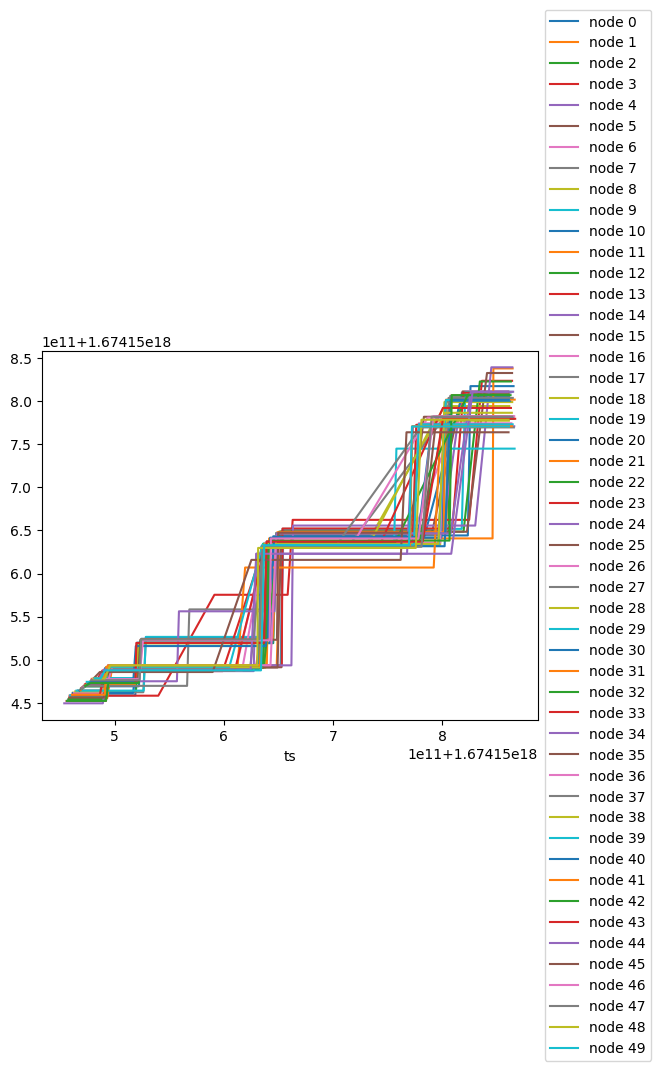 1e11+1.67415e18
8.5
8.0
7.5
7.0
6.5
6.0
5.5
5.0
4.5
5
6
7
8
ts
1e11+1.67415e18
node 0
node 1
node 2
node 3
node 4
node 5
node 6
node 7
node 8
node 9
node 10
node 11
node 12
node 13
node 14
node 15
node 16
node 17
node 18
node 19
node 20
node 21
node 22
node 23
node 24
node 25
node 26
node 27
node 28
node 29
node 30
node 31
node 32
node 33
node 34
node 35
node 36
node 37
node 38
node 39
node 40
node 41
node 42
node 43
node 44
node 45
node 46
node 47
node 48
node 49